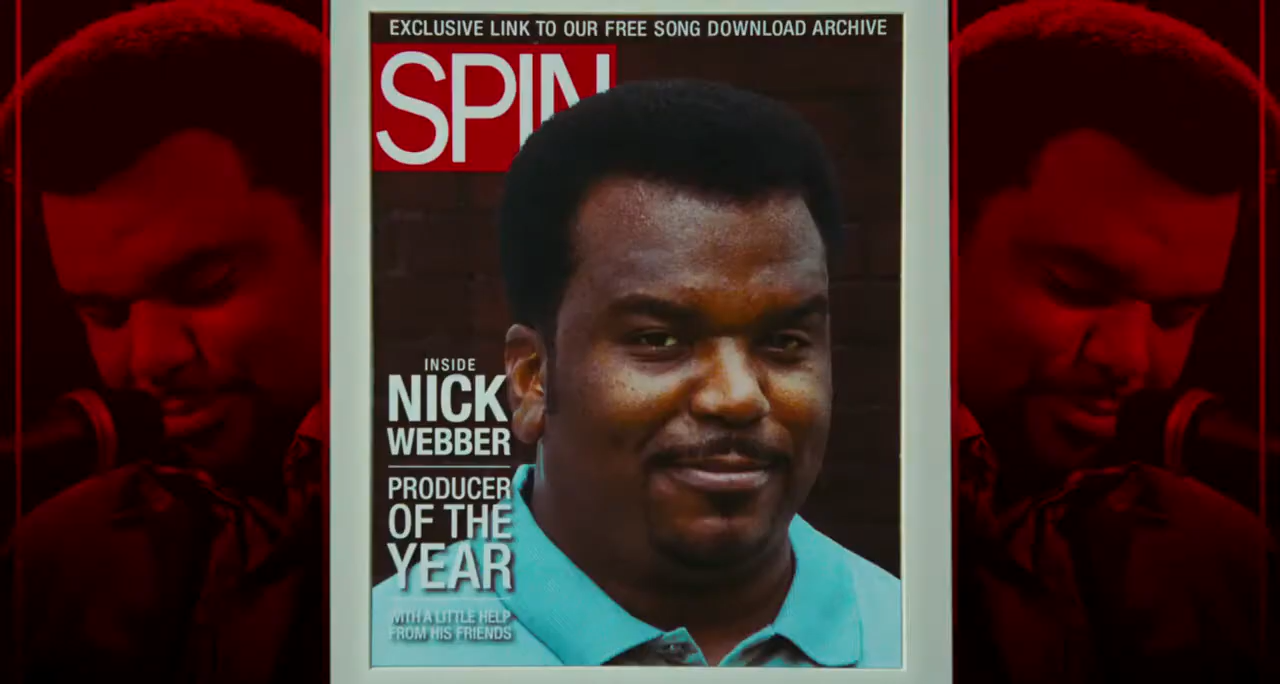 EXCLUSIVE LINK TO OUR FREE SONG DOWNLOAD ARCHIVE
SPIN
INSIDE
NICK
WEBBER
PRODUCER
OF THE
YEAR
WITH A LITTLE HELP
FROM HIS FRIENDS